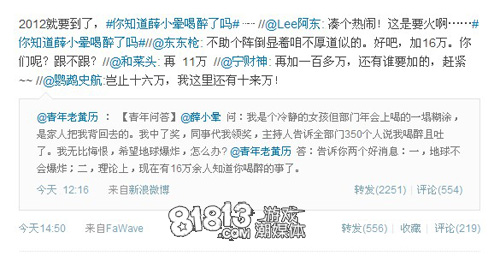 2012就要到了，#你知道薛小晕喝醉了吗# ── //@Lee阿东: 凑个热闹！这是要火啊……#
你知道薛小晕喝醉了吗#//@东东枪: 不助个阵倒显着咱不厚道似的。好吧，加16万。你
们呢？跟不跟？ //@和菜头: 再 11万 //@宁财神: 再加一百多万，还有谁要加的，赶紧
~~ //@鹦鹉史航:岂止十六万，我这里还有十来万！
@青年老黄历 ：【青年问答】@薛小晕 问：我是个冷静的女孩但部门年会上喝的一塌糊涂，
是家人把我背回去的。我中了奖，同事代我领奖，主持人告诉全部门350个人说我喝醉且吐
了。我无比悔恨，希望地球爆炸，怎么办？@青年老黄历 答：告诉你两个好消息：一，地球不
会爆炸；二，理论上，现在有16万余人知道你喝醉的事了。
今天 12:16 来自新浪微博 转发(2251) | 评论(554)
今天14:50 来自FaWave 转发(556) | 收藏 | 评论(219)
81813 游戏
.COM 潮媒体